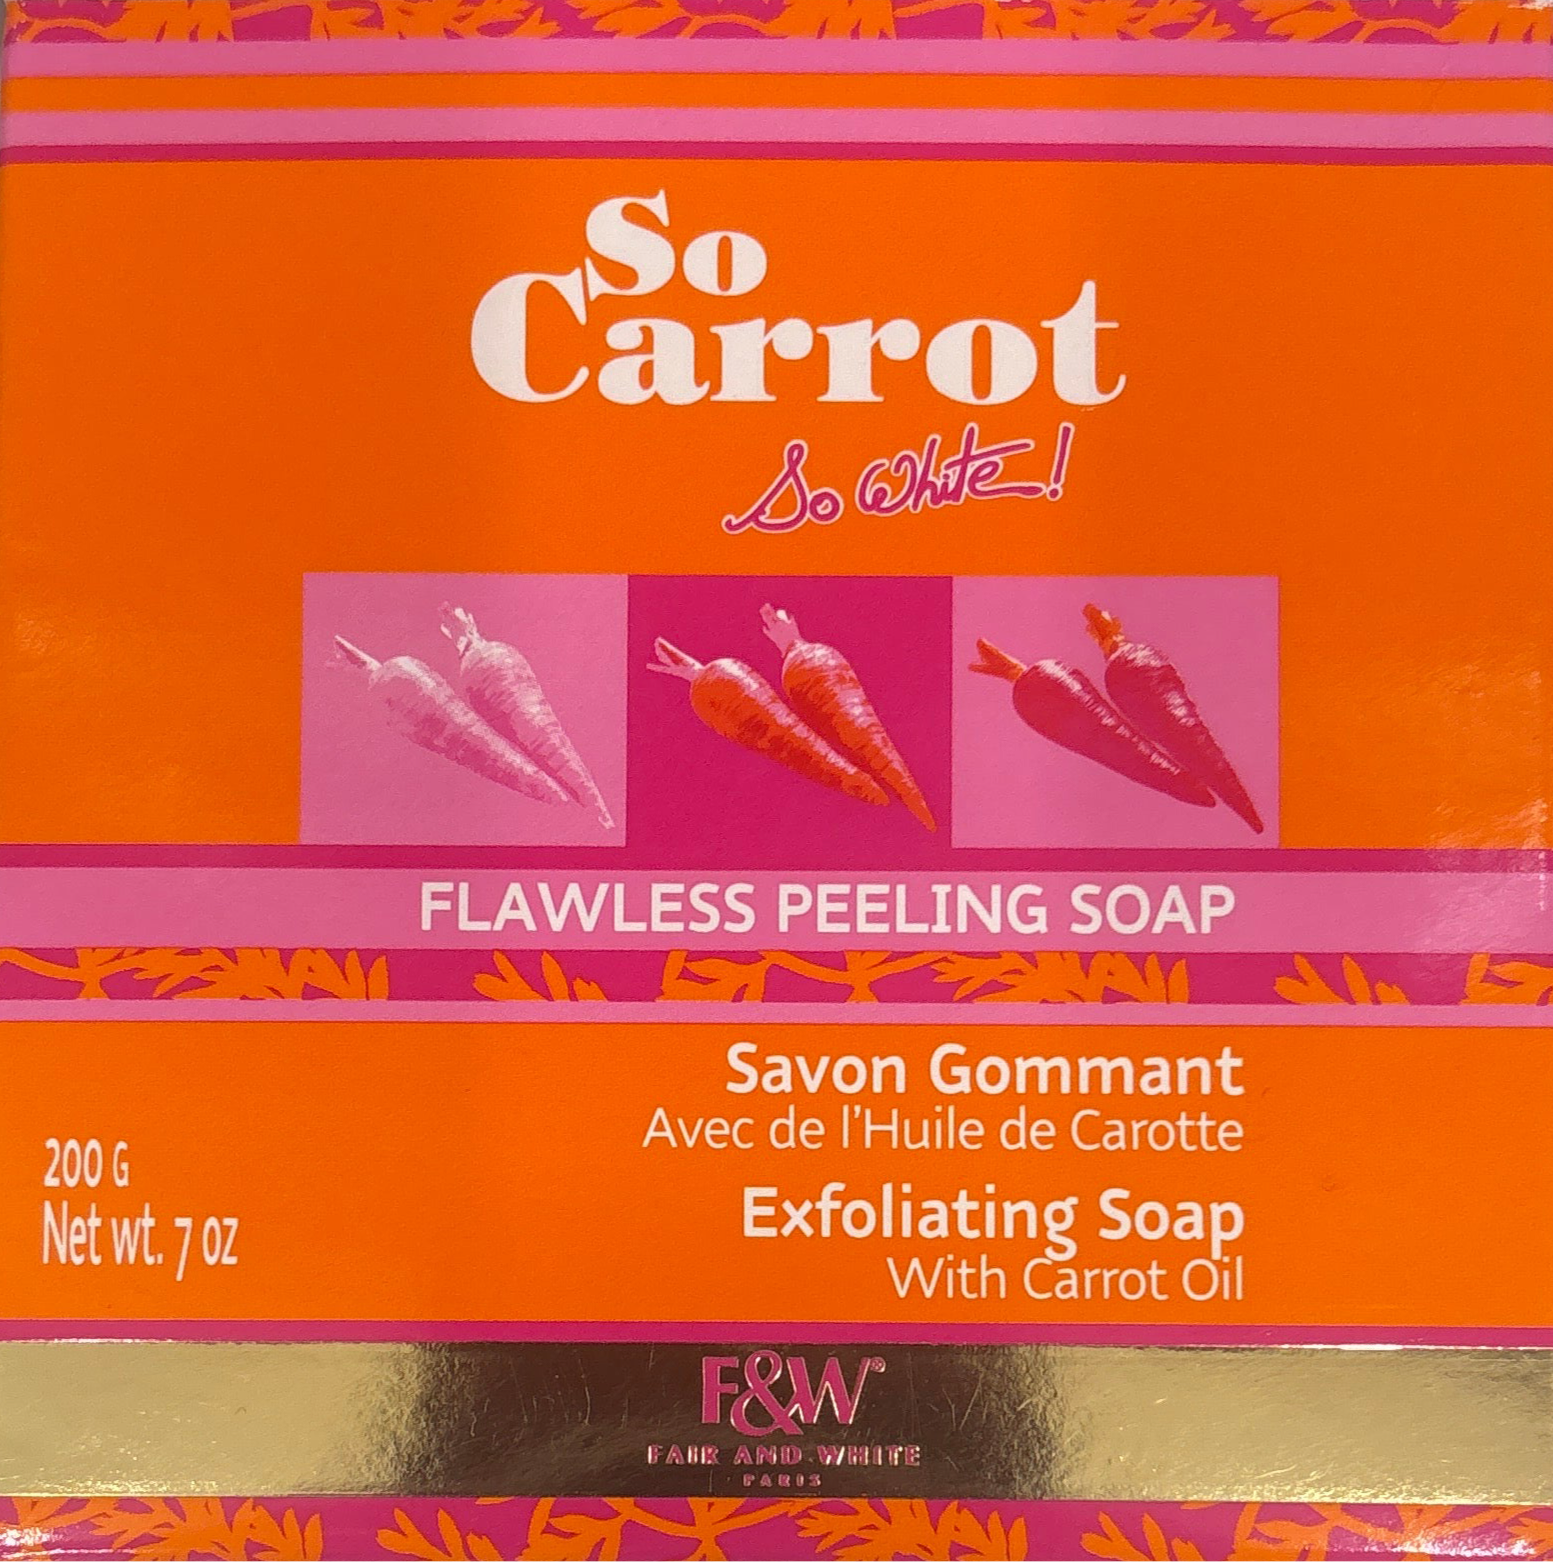 So
Carrot
So White!
FLAWLESS PEELING SOAP
Savon Gommant
Avec de l'Huile de Carotte
200 G
Net wt. 7 oz
Exfoliating Soap
With Carrot Oil
F&W®
FAIR AND WHITE
PARIS